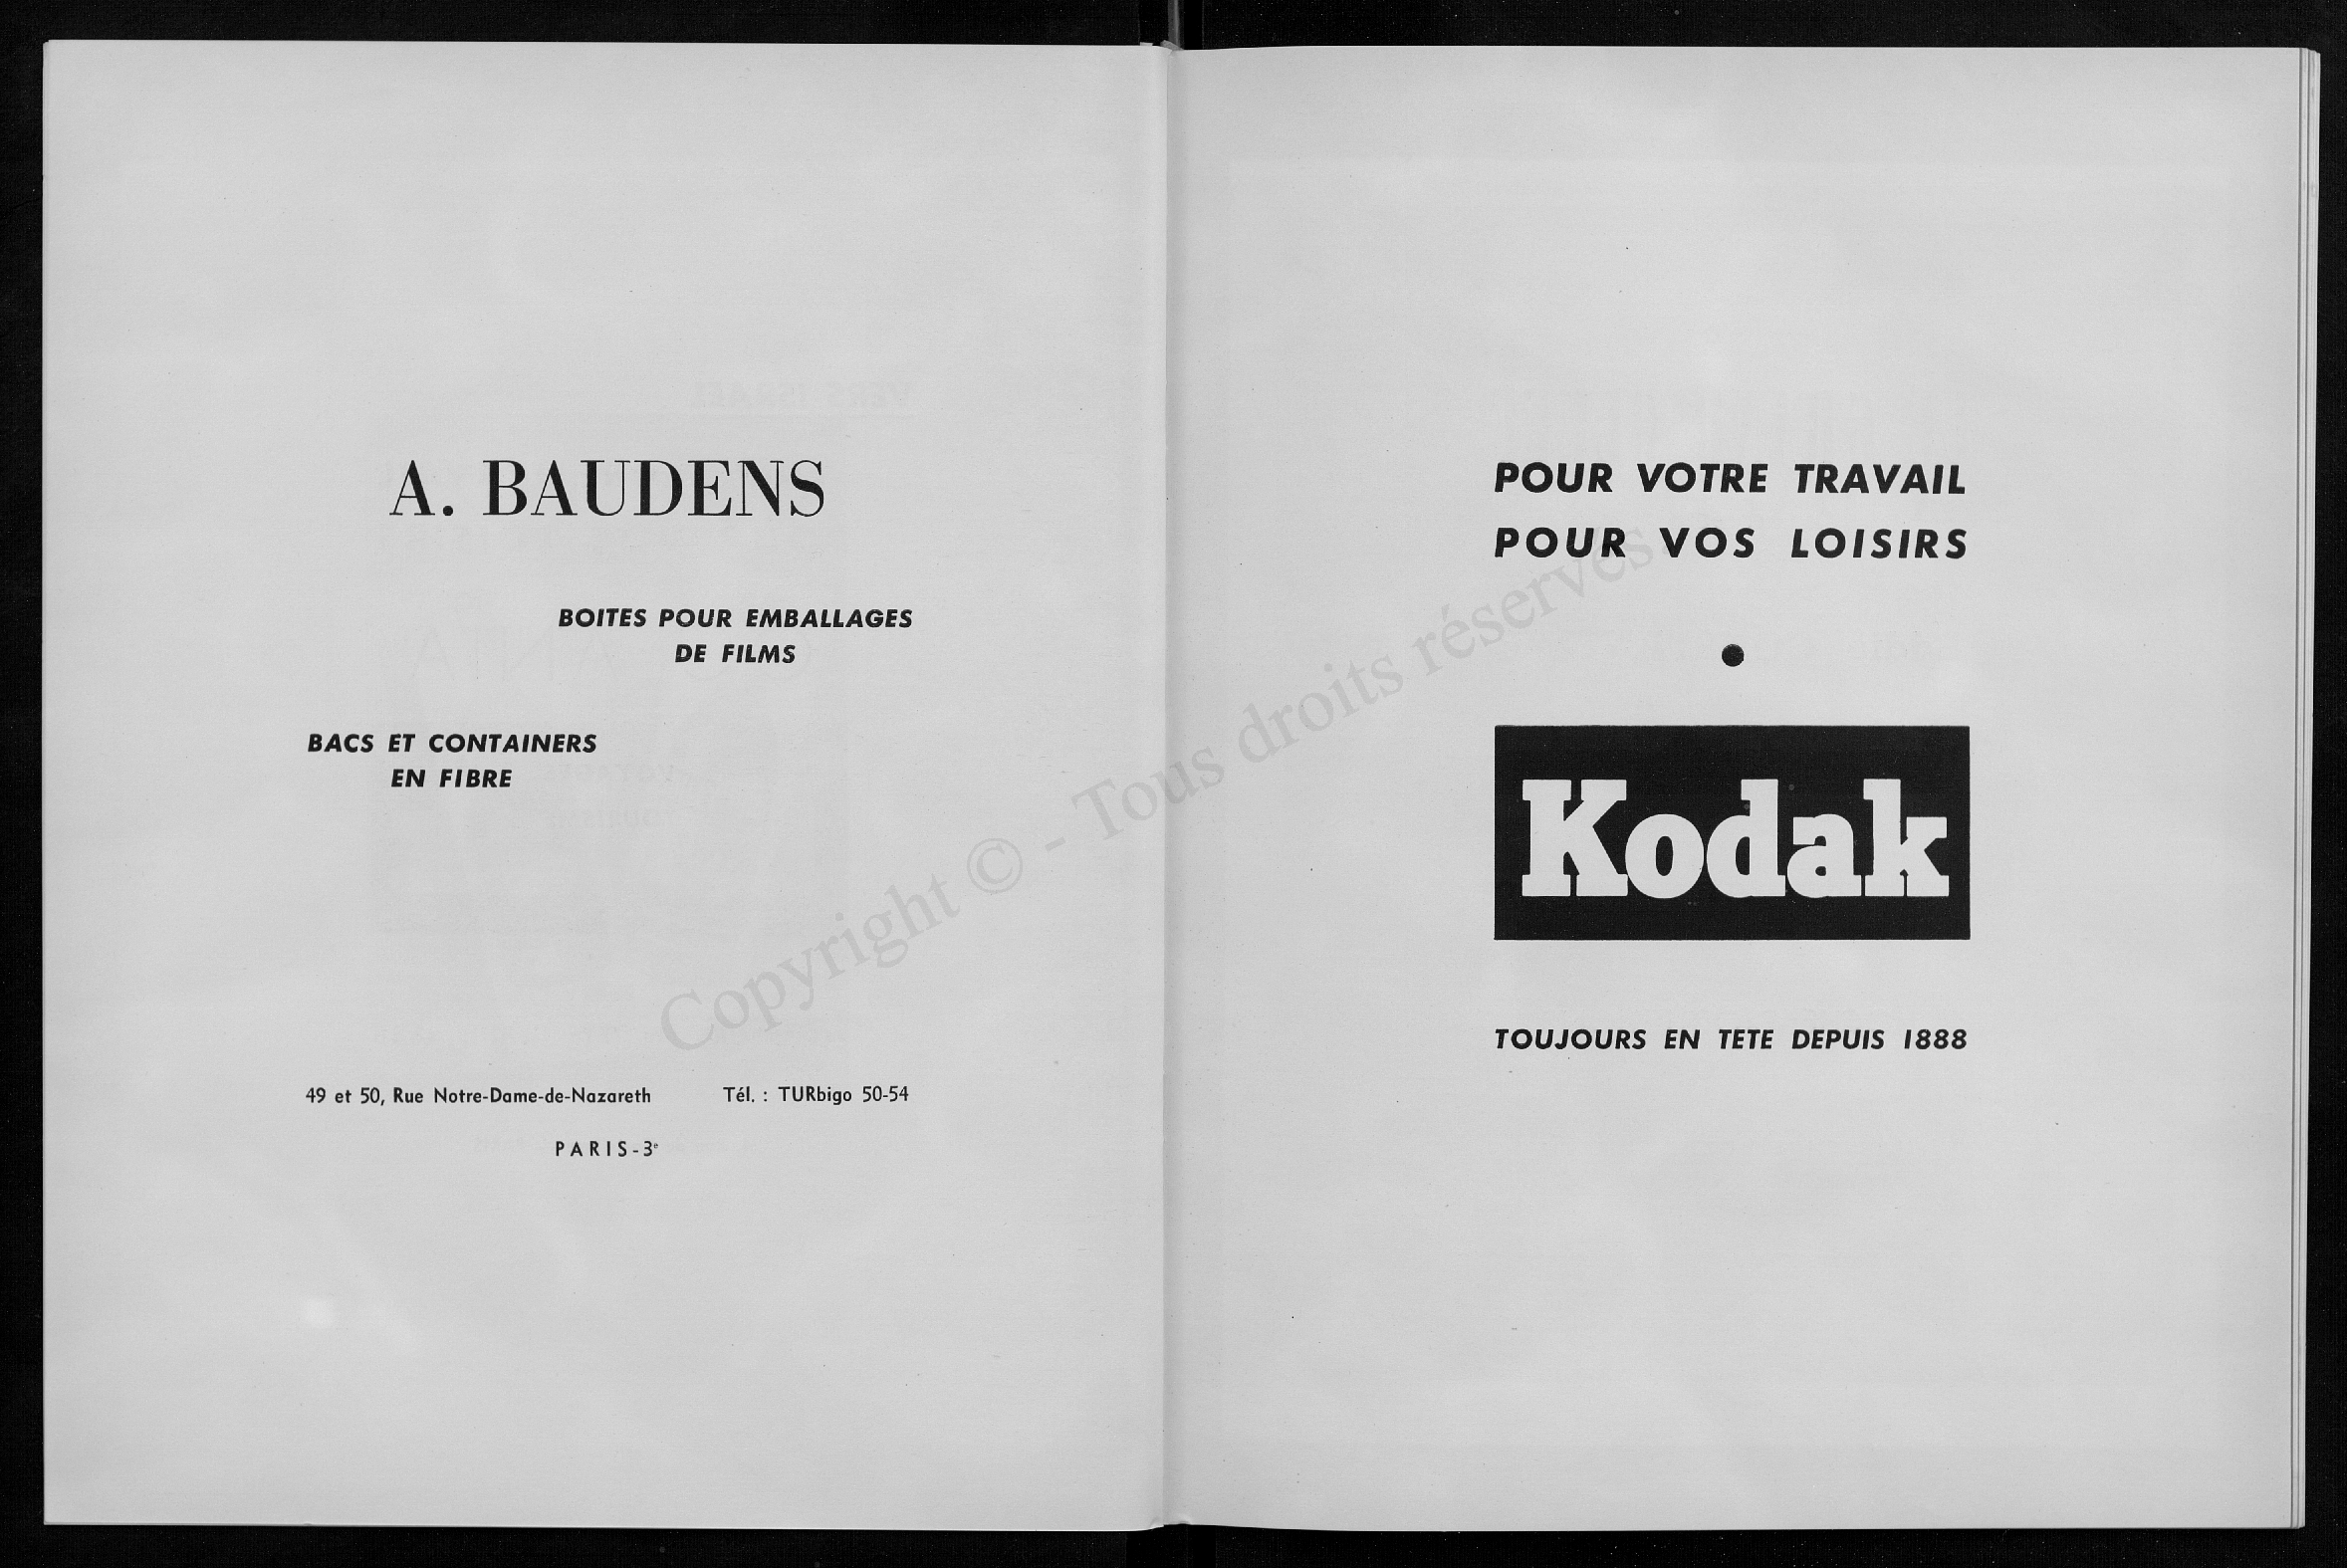 A. BAUDENS
BOITES POUR EMBALLAGES
DE FILMS
BACS ET CONTAINERS
EN FIBRE
49 et 50, Rue Notre-Dame-de-Nazareth Tél. : TURbigo 50-54
PARIS-3e
POUR VOTRE TRAVAIL
POUR VOS LOISIRS
Kodak
TOUJOURS EN TETE DEPUIS 1888
Copyright © - Tous droits réservés.